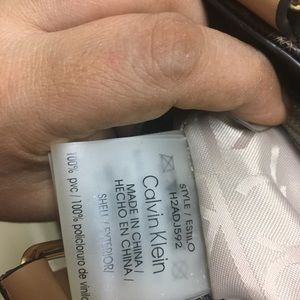 STYLE / ESTILO
H2ADJ592
Calvin Klein
MADE IN CHINA /
HECHO EN CHINA /
SHELL / EXTERIOR
100% pvc / 100% policloruro de vinilo